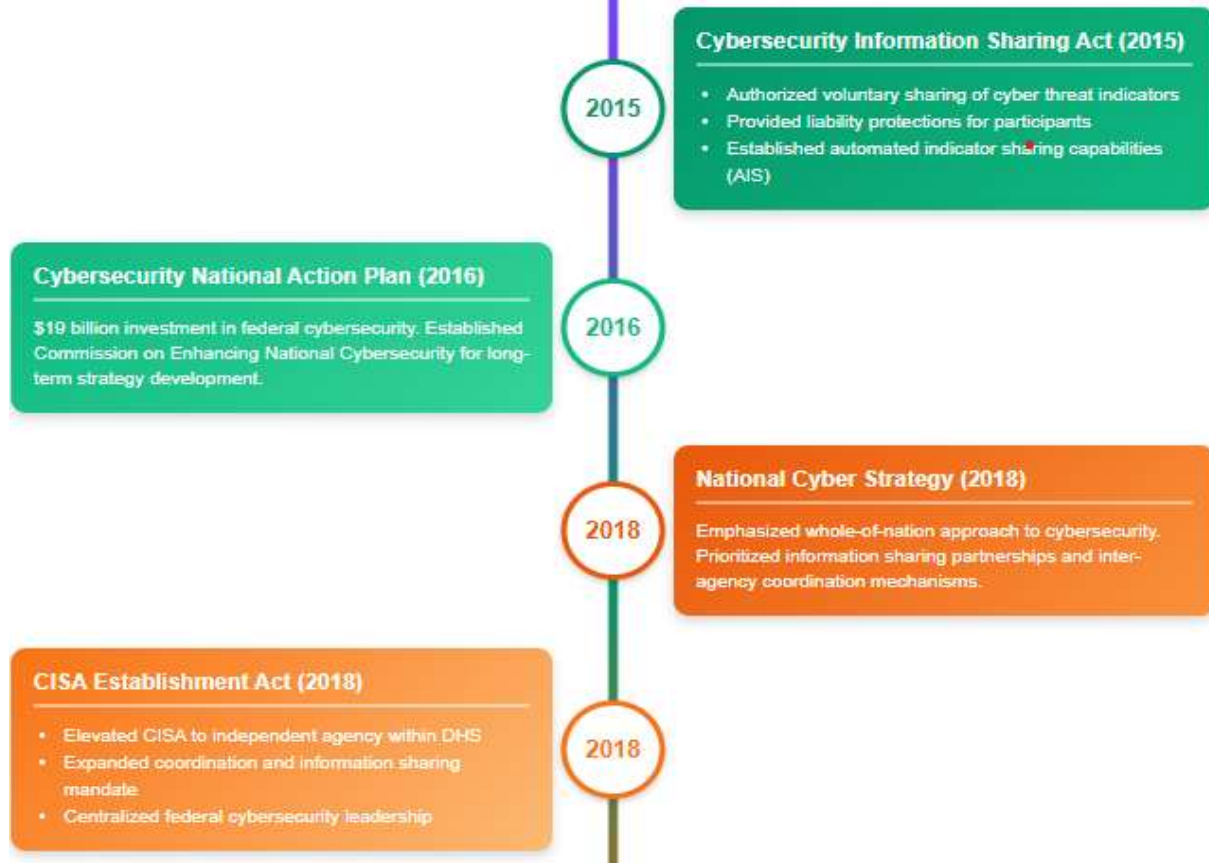 Cybersecurity Information Sharing Act (2015)
2015
• Authorized voluntary sharing of cyber threat indicators
• Provided liability protections for participants
• Established automated indicator sharing capabilities
(AIS)
Cybersecurity National Action Plan (2016)
2016
$19 billion investment in federal cybersecurity. Established
Commission on Enhancing National Cybersecurity for long-
term strategy development.
National Cyber Strategy (2018)
2018
Emphasized whole-of-nation approach to cybersecurity.
Prioritized information sharing partnerships and inter-
agency coordination mechanisms.
CISA Establishment Act (2018)
2018
• Elevated CISA to independent agency within DHS
• Expanded coordination and information sharing
mandate
• Centralized federal cybersecurity leadership